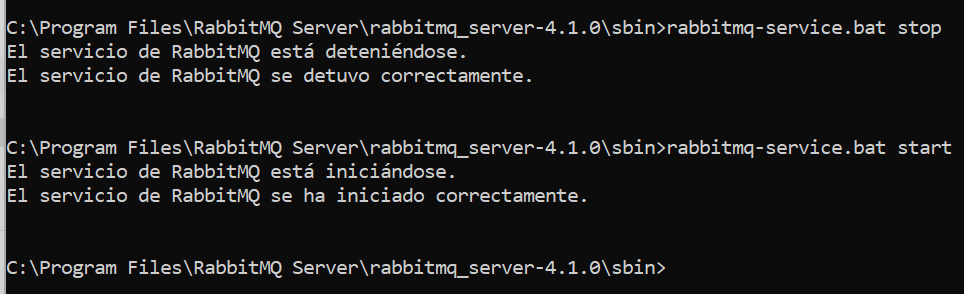 C:\Program Files\RabbitMQ Server\rabbitmq_server-4.1.0\sbin>rabbitmq-service.bat stop
El servicio de RabbitMQ está deteniéndose.
El servicio de RabbitMQ se detuvo correctamente.
C:\Program Files\RabbitMQ Server\rabbitmq_server-4.1.0\sbin>rabbitmq-service.bat start
El servicio de RabbitMQ está iniciándose.
El servicio de RabbitMQ se ha iniciado correctamente.
C:\Program Files\RabbitMQ Server\rabbitmq_server-4.1.0\sbin>